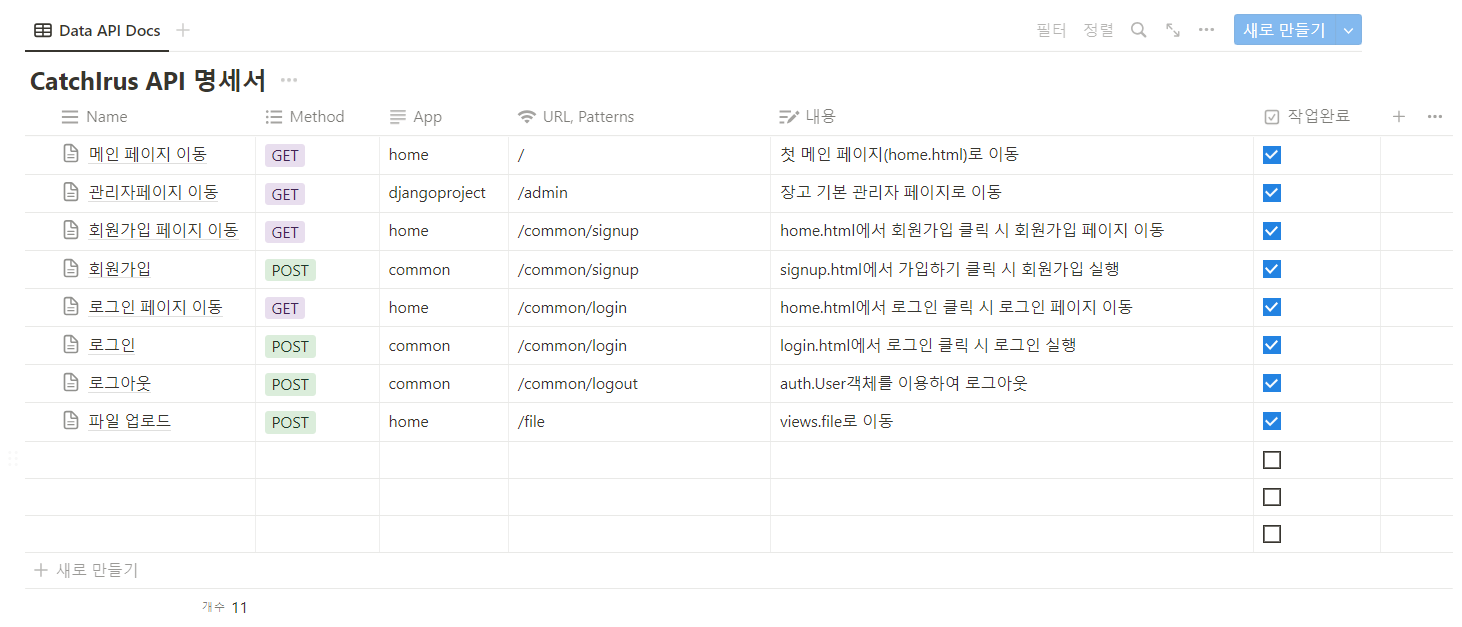 Data API Docs 필터 정렬 새로 만들기
CatchIrus API 명세서
Name Method App URL, Patterns 내용 작업완료
메인 페이지 이동 GET home / 첫 메인 페이지(home.html)로 이동
관리자페이지 이동 GET djangoproject /admin 장고 기본 관리자 페이지로 이동
회원가입 페이지 이동 GET home /common/signup home.html에서 회원가입 클릭 시 회원가입 페이지 이동
회원가입 POST common /common/signup signup.html에서 가입하기 클릭 시 회원가입 실행
로그인 페이지 이동 GET home /common/login home.html에서 로그인 클릭 시 로그인 페이지 이동
로그인 POST common /common/login login.html에서 로그인 클릭 시 로그인 실행
로그아웃 POST common /common/logout auth.User객체를 이용하여 로그아웃
파일 업로드 POST home /file views.file로 이동
새로 만들기
개수 11